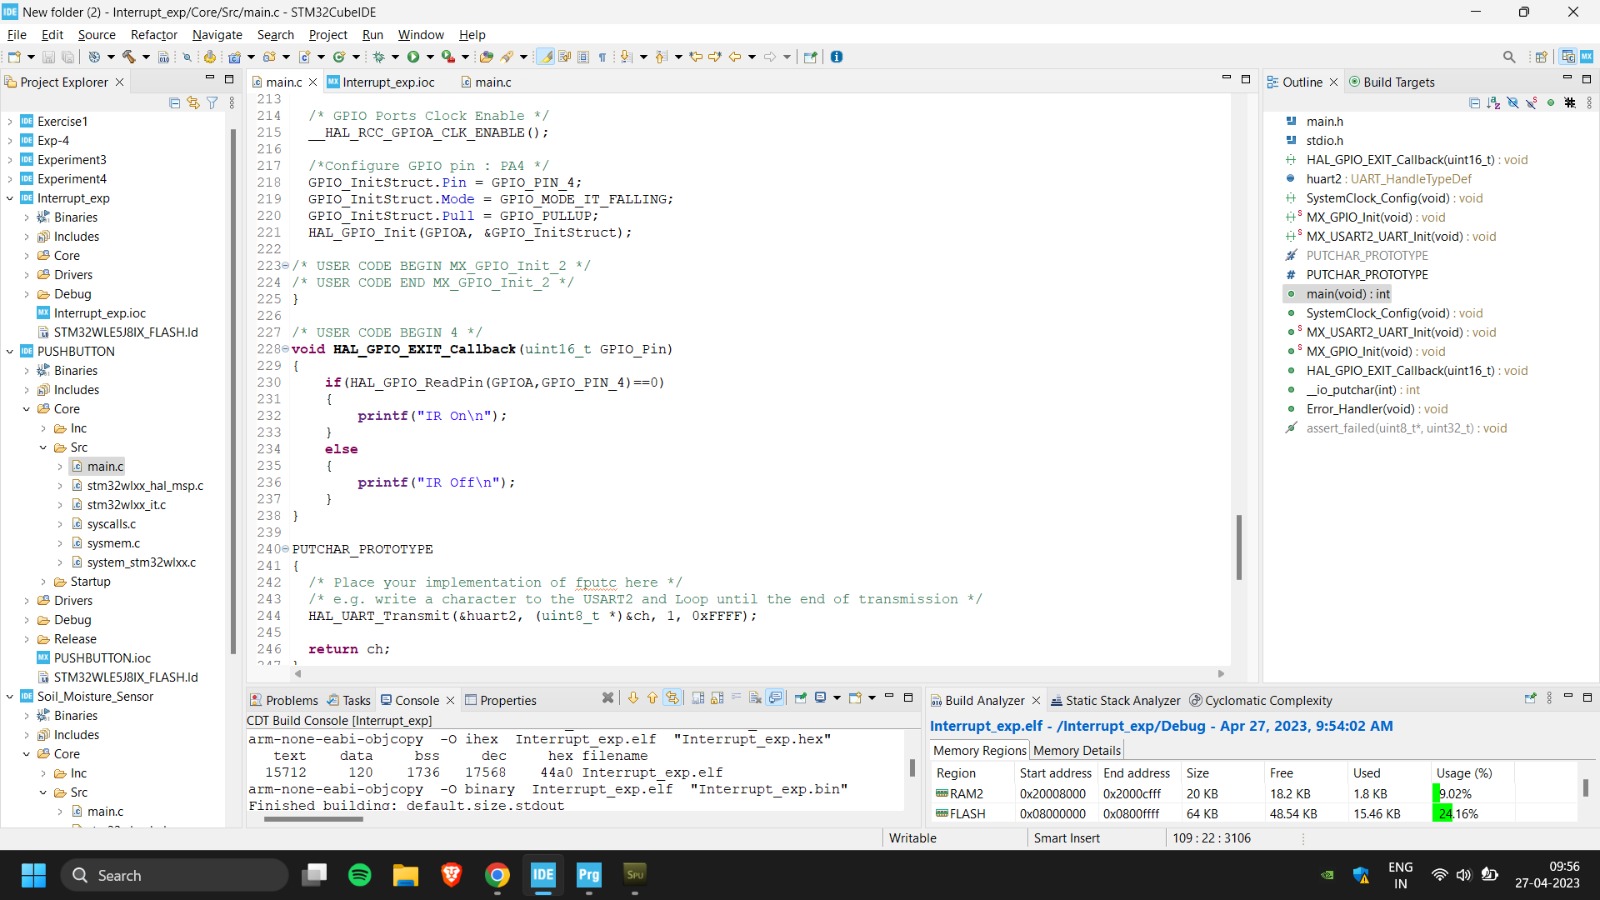 New folder (2) - Interrupt_exp/Core/Src/main.c - STM32CubeIDE
File Edit Source Refactor Navigate Search Project Run Window Help
Project Explorer
Exercise1
Exp-4
Experiment3
Experiment4
Interrupt_exp
Binaries
Includes
Core
Drivers
Debug
Interrupt_exp.ioc
STM32WLE5J8IX_FLASH.ld
PUSHBUTTON
Binaries
Includes
Core
Inc
Src
main.c
stm32wlxx_hal_msp.c
stm32wlxx_it.c
syscalls.c
sysmem.c
system_stm32wlxx.c
Startup
Drivers
Debug
Release
PUSHBUTTON.ioc
STM32WLE5J8IX_FLASH.ld
Soil_Moisture_Sensor
Binaries
Includes
Core
Inc
Src
main.c
main.c Interrupt_exp.ioc main.c
213
214 /* GPIO Ports Clock Enable */
215 __HAL_RCC_GPIOA_CLK_ENABLE();
216
217 /*Configure GPIO pin : PA4 */
218 GPIO_InitStruct.Pin = GPIO_PIN_4;
219 GPIO_InitStruct.Mode = GPIO_MODE_IT_FALLING;
220 GPIO_InitStruct.Pull = GPIO_PULLUP;
221 HAL_GPIO_Init(GPIOA, &GPIO_InitStruct);
222
223 /* USER CODE BEGIN MX_GPIO_Init_2 */
224 /* USER CODE END MX_GPIO_Init_2 */
225 }
226
227 /* USER CODE BEGIN 4 */
228 void HAL_GPIO_EXIT_Callback(uint16_t GPIO_Pin)
229 {
230 if(HAL_GPIO_ReadPin(GPIOA,GPIO_PIN_4)==0)
231 {
232 printf("IR On\n");
233 }
234 else
235 {
236 printf("IR Off\n");
237 }
238 }
239
240 PUTCHAR_PROTOTYPE
241 {
242 /* Place your implementation of fputc here */
243 /* e.g. write a character to the USART2 and Loop until the end of transmission */
244 HAL_UART_Transmit(&huart2, (uint8_t *)&ch, 1, 0xFFFF);
245
246 return ch;
247 }
Outline Build Targets
main.h
stdio.h
HAL_GPIO_EXIT_Callback(uint16_t) : void
huart2 : UART_HandleTypeDef
SystemClock_Config(void) : void
MX_GPIO_Init(void) : void
MX_USART2_UART_Init(void) : void
PUTCHAR_PROTOTYPE
PUTCHAR_PROTOTYPE
main(void) : int
SystemClock_Config(void) : void
MX_USART2_UART_Init(void) : void
MX_GPIO_Init(void) : void
HAL_GPIO_EXIT_Callback(uint16_t) : void
__io_putchar(int) : int
Error_Handler(void) : void
assert_failed(uint8_t*, uint32_t) : void
Problems Tasks Console Properties
CDT Build Console [Interrupt_exp]
arm-none-eabi-objcopy -O ihex Interrupt_exp.elf "Interrupt_exp.hex"
text data bss dec hex filename
15712 120 1736 17568 44a0 Interrupt_exp.elf
arm-none-eabi-objcopy -O binary Interrupt_exp.elf "Interrupt_exp.bin"
Finished building: default.size.stdout
Build Analyzer Static Stack Analyzer Cyclomatic Complexity
Interrupt_exp.elf - /Interrupt_exp/Debug - Apr 27, 2023, 9:54:02 AM
Memory Regions Memory Details
Region Start address End address Size Free Used Usage (%)
RAM2 0x20008000 0x2000cfff 20 KB 18.2 KB 1.8 KB 9.02%
FLASH 0x08000000 0x0800ffff 64 KB 48.54 KB 15.46 KB 24.16%
Writable Smart Insert 109 : 22 : 3106
Search
IDE Prg Spu
ENG
IN
09:56
27-04-2023